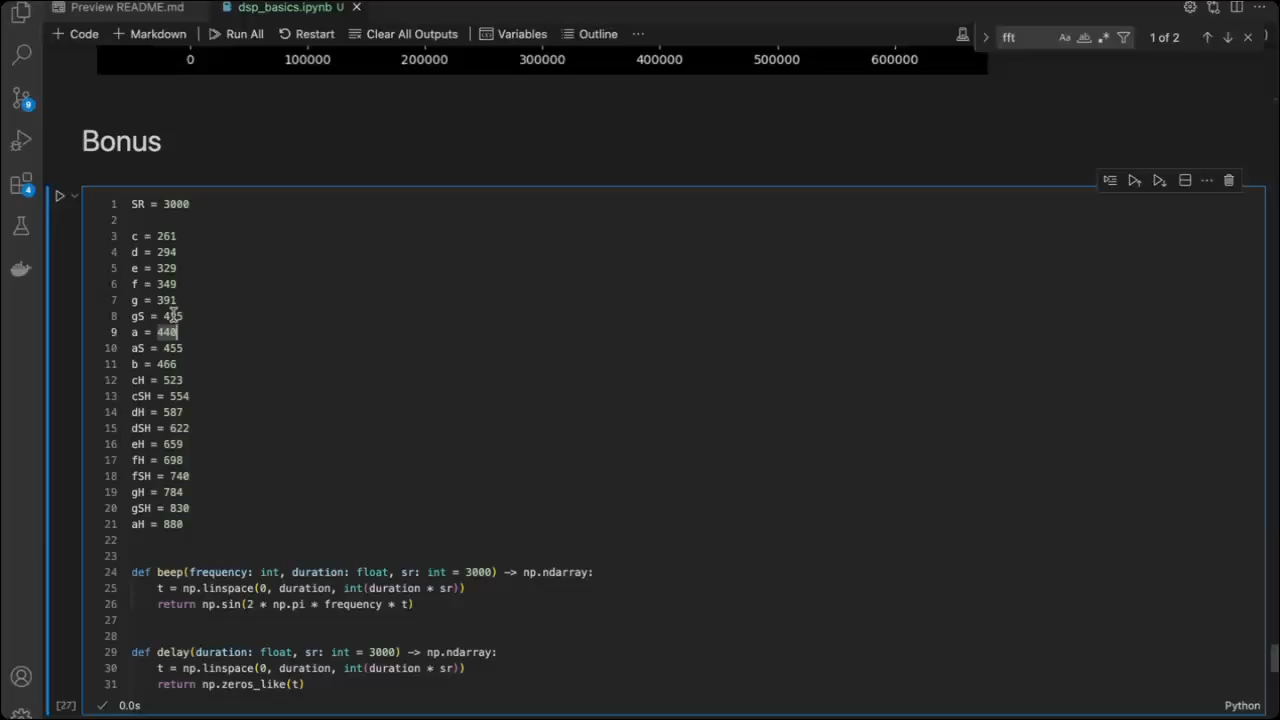 Preview README.md
dsp_basics.ipynb U
+ Code + Markdown Run All Restart Clear All Outputs Variables Outline ...
fft Aa ab .* 1 of 2
0 100000 200000 300000 400000 500000 600000
9
4
Bonus
1 SR = 3000
2
3 c = 261
4 d = 294
5 e = 329
6 f = 349
7 g = 391
8 gS = 415
9 a = 440
10 aS = 455
11 b = 466
12 cH = 523
13 cSH = 554
14 dH = 587
15 dSH = 622
16 eH = 659
17 fH = 698
18 fSH = 740
19 gH = 784
20 gSH = 830
21 aH = 880
22
23
24 def beep(frequency: int, duration: float, sr: int = 3000) -> np.ndarray:
25 t = np.linspace(0, duration, int(duration * sr))
26 return np.sin(2 * np.pi * frequency * t)
27
28
29 def delay(duration: float, sr: int = 3000) -> np.ndarray:
30 t = np.linspace(0, duration, int(duration * sr))
31 return np.zeros_like(t)
[27] 0.0s Python